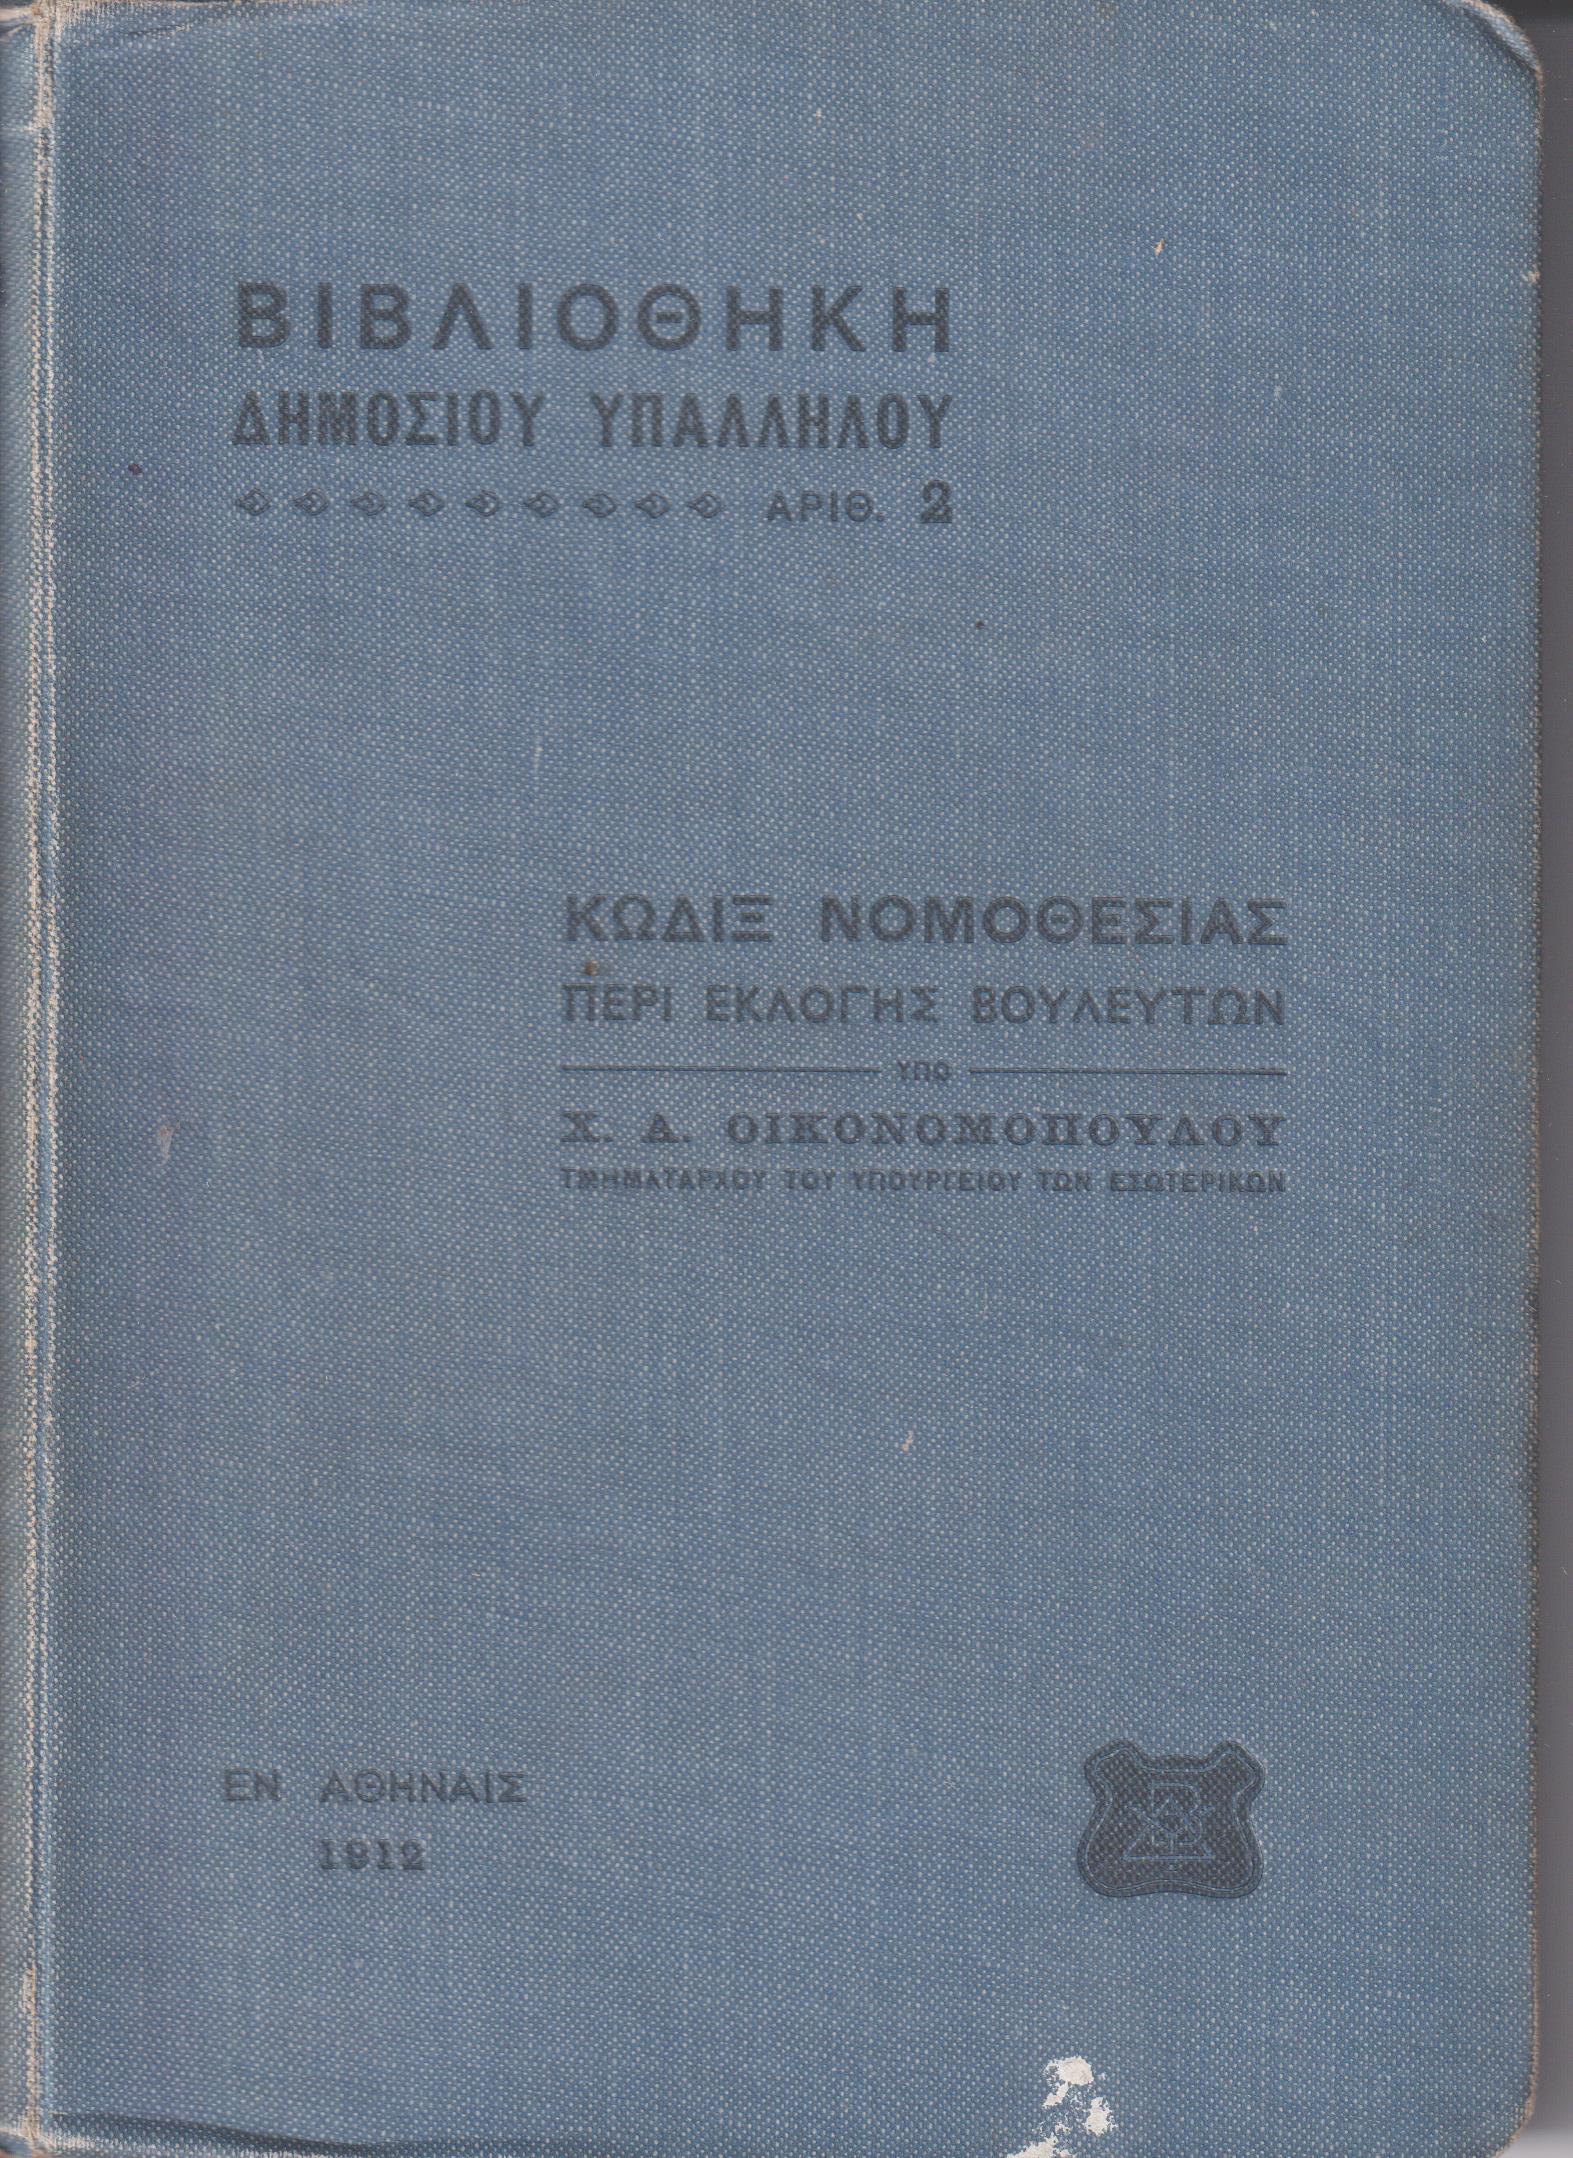 ΒΙΒΛΙΟΘΗΚΗ
ΔΗΜΟΣΙΟΥ ΥΠΑΛΛΗΛΟΥ
ΑΡΙΘ. 2
ΚΩΔΙΞ ΝΟΜΟΘΕΣΙΑΣ
ΠΕΡΙ ΕΚΛΟΓΗΣ ΒΟΥΛΕΥΤΩΝ
ΥΠΟ
Χ. Δ. ΟΙΚΟΝΟΜΟΠΟΥΛΟΥ
ΤΜΗΜΑΤΑΡΧΟΥ ΤΟΥ ΥΠΟΥΡΓΕΙΟΥ ΤΩΝ ΕΣΩΤΕΡΙΚΩΝ
ΕΝ ΑΘΗΝΑΙΣ
1912